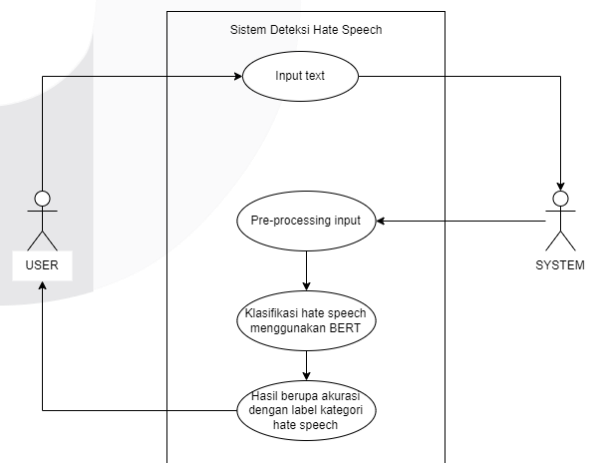 Sistem Deteksi Hate Speech
Input text
Pre-processing input
USER
SYSTEM
Klasifikasi hate speech
menggunakan BERT
Hasil berupa akurasi
dengan label kategori
hate speech